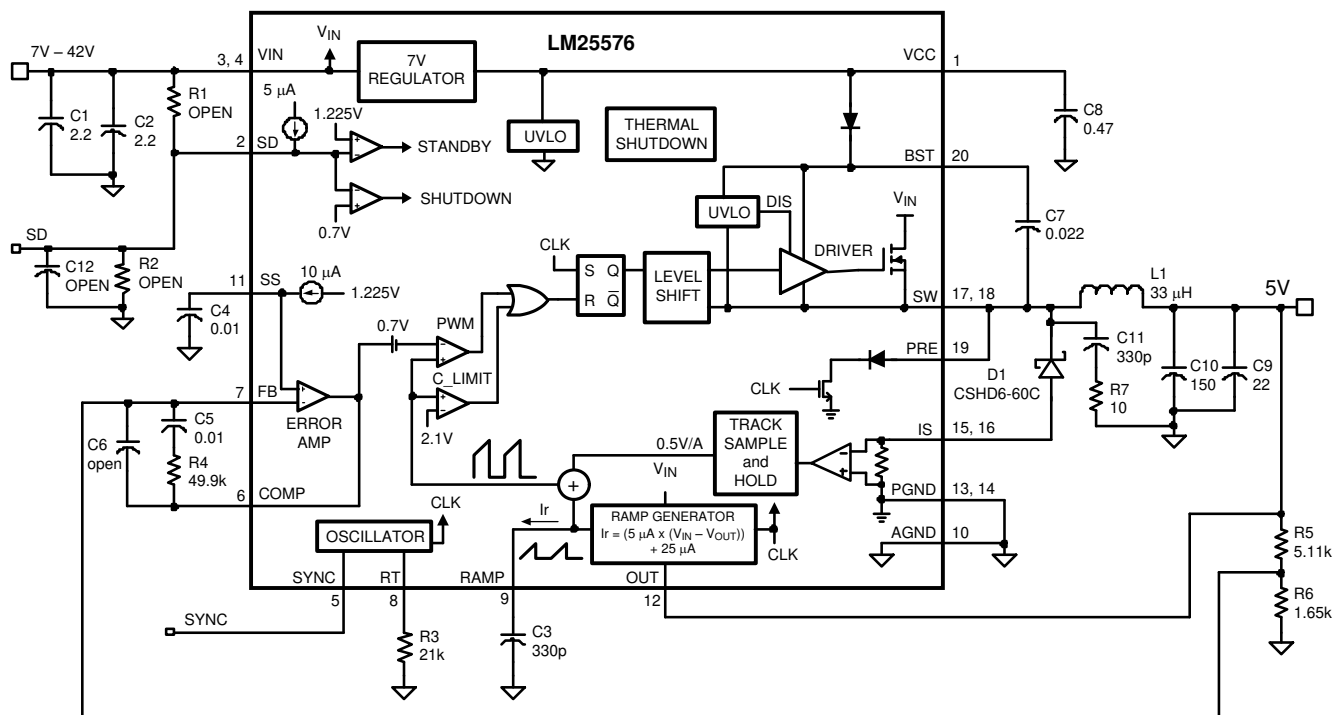 LM25576
7V – 42V
3, 4
VIN
V_IN
7V
REGULATOR
VCC
1
R1
OPEN
C1
2.2
C2
2.2
5 μA
1.225V
STANDBY
SHUTDOWN
0.7V
2
SD
UVLO
THERMAL
SHUTDOWN
C8
0.47
BST
20
V_IN
UVLO
DIS
DRIVER
C7
0.022
SD
C12
OPEN
R2
OPEN
11
SS
10 μA
1.225V
C4
0.01
CLK
S
Q
R
Q̅
LEVEL
SHIFT
SW
17, 18
L1
33 μH
5V
0.7V
PWM
C_LIMIT
2.1V
PRE
19
CLK
D1
CSHD6-60C
C11
330p
R7
10
C10
150
C9
22
7
FB
ERROR
AMP
C6
open
C5
0.01
R4
49.9k
6
COMP
0.5V/A
TRACK
SAMPLE
and
HOLD
IS
15, 16
V_IN
+
Ir
RAMP GENERATOR
Ir = (5 μA x (V_IN – V_OUT))
+ 25 μA
CLK
PGND
13, 14
AGND
10
CLK
OSCILLATOR
SYNC
5
RT
8
RAMP
9
OUT
12
R5
5.11k
R6
1.65k
SYNC
R3
21k
C3
330p